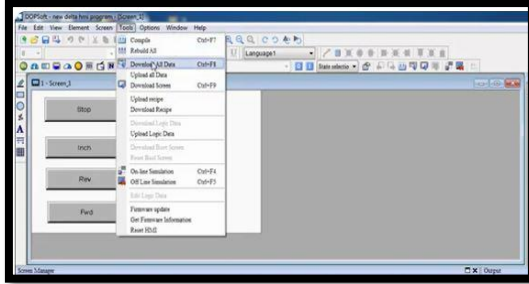 DOPSoft - new delta hmi program - [Screen_1]
File Edit View Element Screen Tools Options Window Help
Compile Ctrl+F7
Rebuild All
Language1
Download All Data Ctrl+F8
Upload all Data
Download Screen Ctrl+F9
Upload recipe
Download Recipe
Download Logic Data
Upload Logic Data
Download Boot Screen
Reset Boot Screen
On-line Simulation Ctrl+F4
Off Line Simulation Ctrl+F5
Edit Logic Data
Firmware update
Get Firmware Information
Reset HMI
State selectio
1 - Screen_1
Stop
Inch
Rev
Fwd
Screen Manager
Output